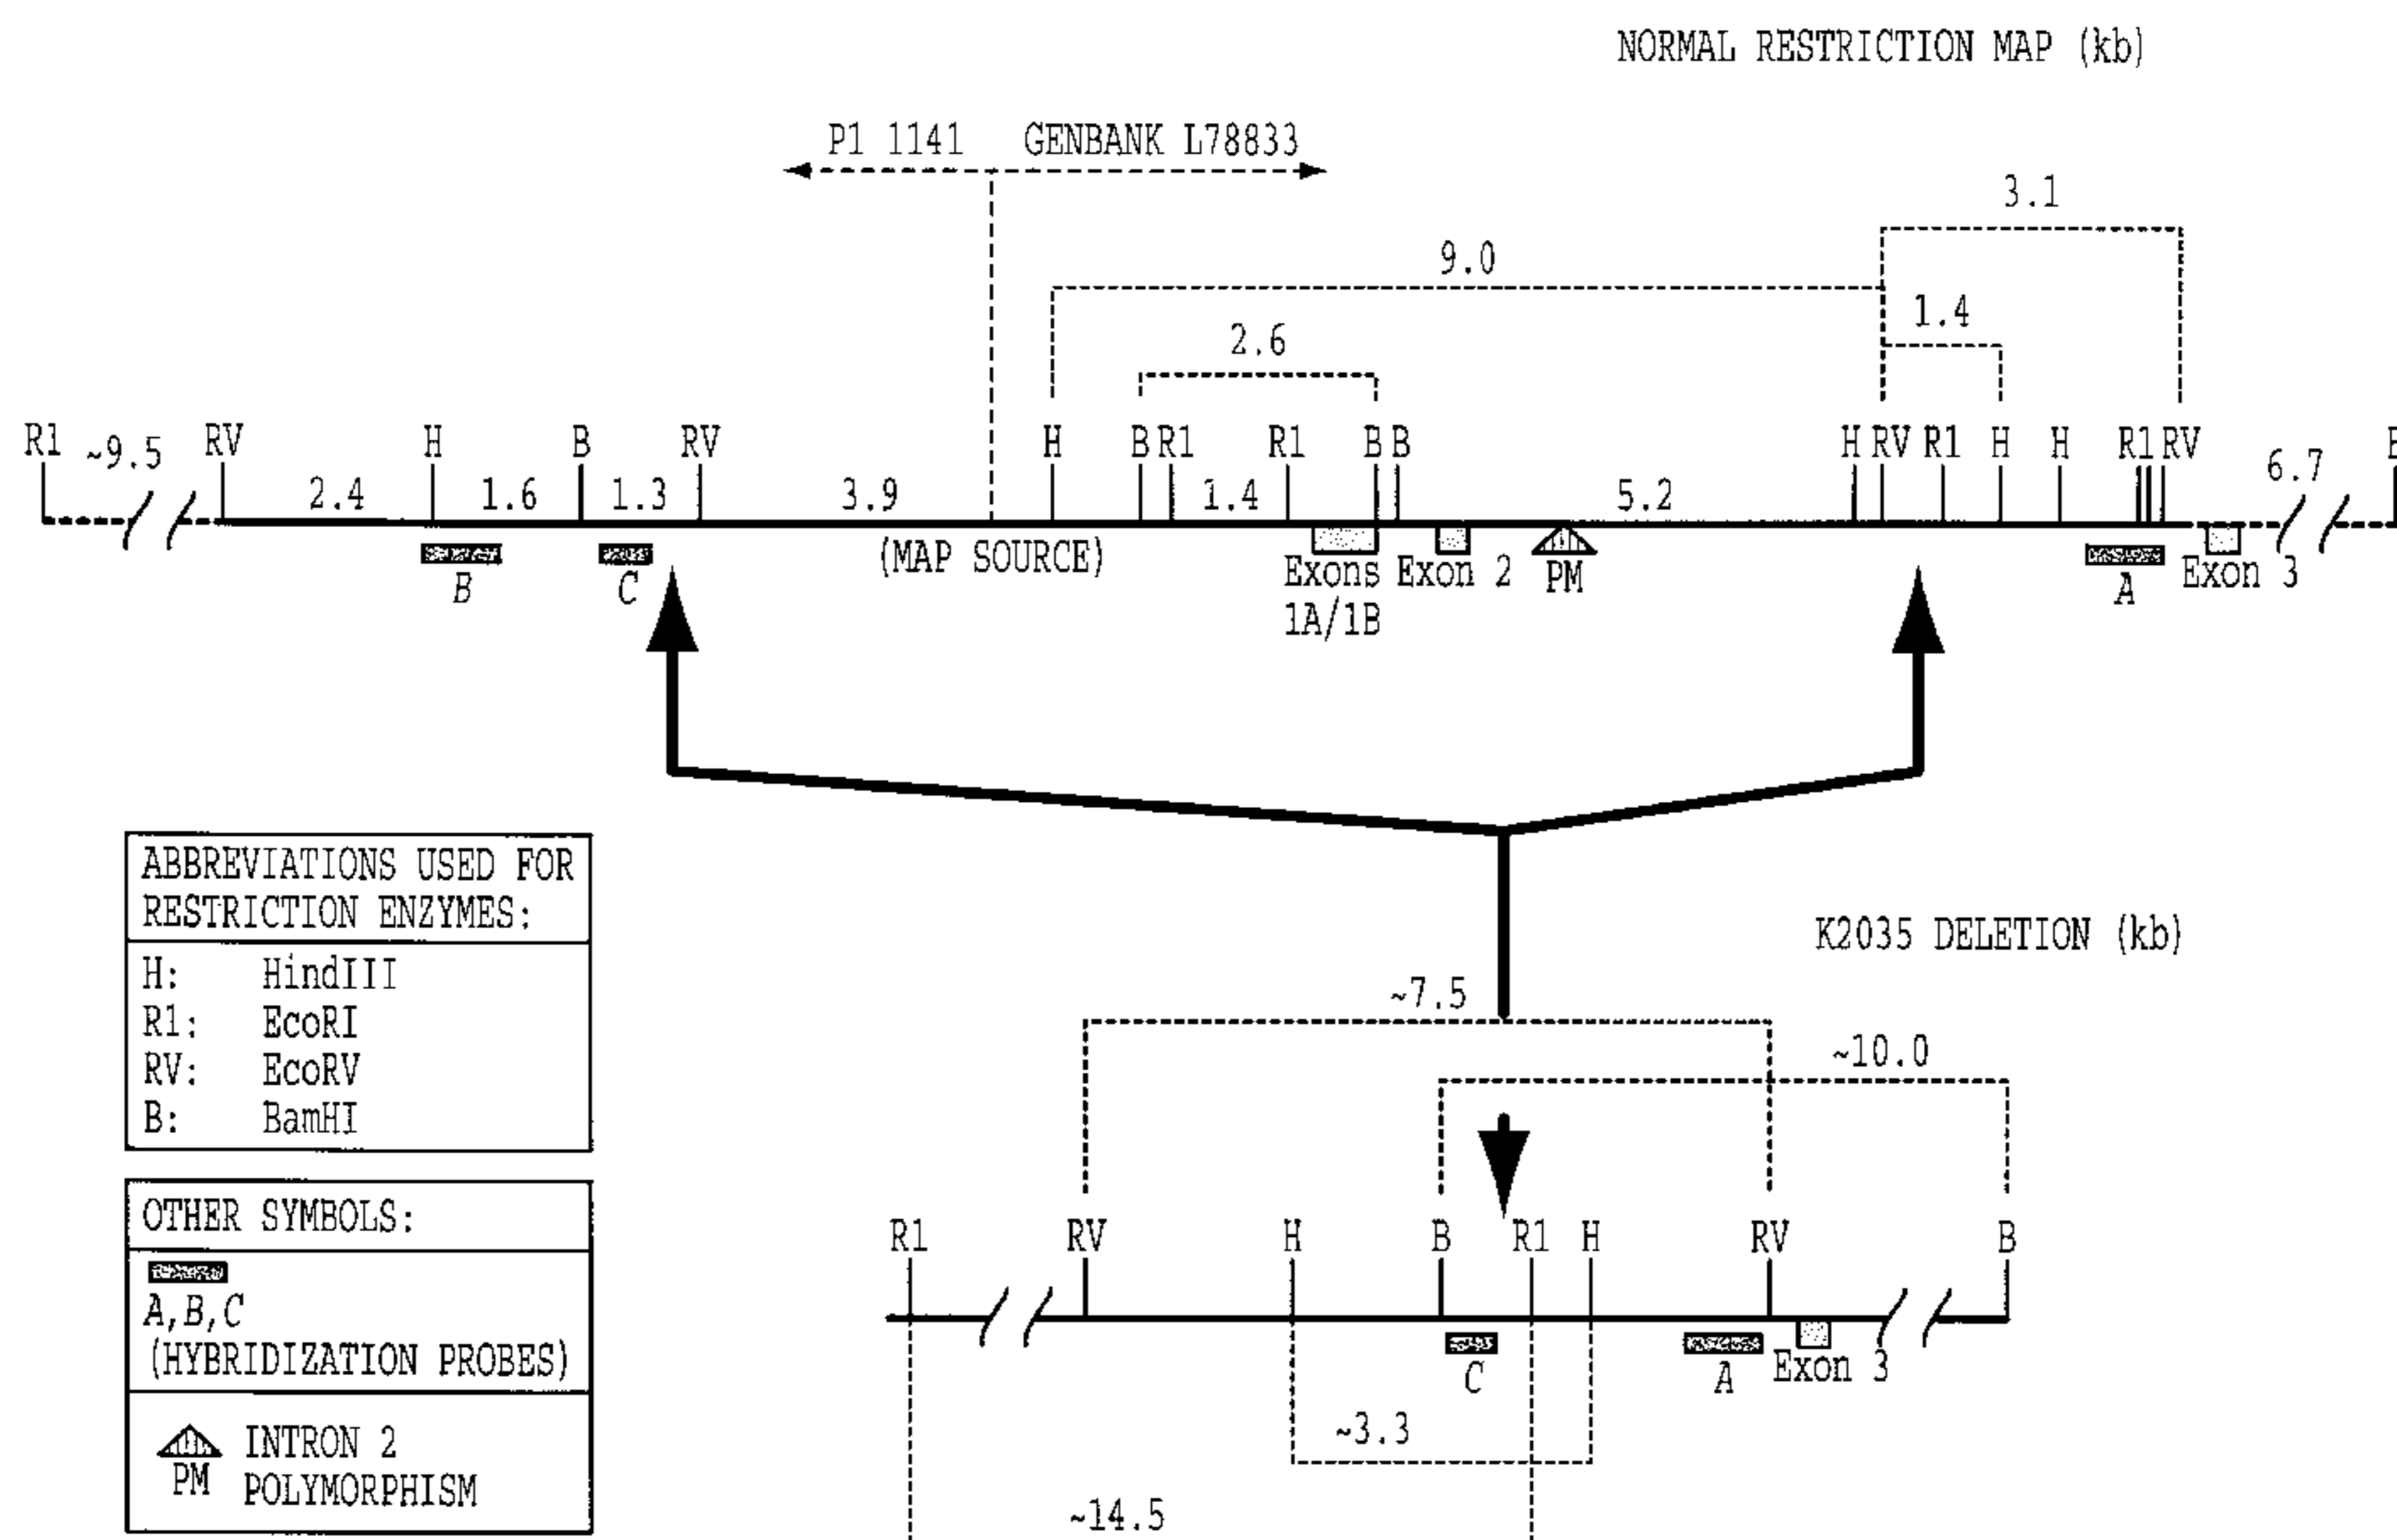 NORMAL RESTRICTION MAP (kb)
P1 1141 GENBANK L78833
3.1
9.0
1.4
2.6
R1 ~9.5 RV H B RV H B R1 R1 B B H RV R1 H H R1 RV 6.7
2.4 1.6 1.3 3.9 1.4 5.2
(MAP SOURCE)
B C Exons Exon 2 PM A Exon 3
1A/1B
ABBREVIATIONS USED FOR
RESTRICTION ENZYMES:
H: HindIII
R1: EcoRI
RV: EcoRV
B: BamHI
OTHER SYMBOLS:
A,B,C
(HYBRIDIZATION PROBES)
INTRON 2
PM POLYMORPHISM
K2035 DELETION (kb)
~7.5
~10.0
R1 RV H B R1 H RV B
C A Exon 3
~3.3
~14.5